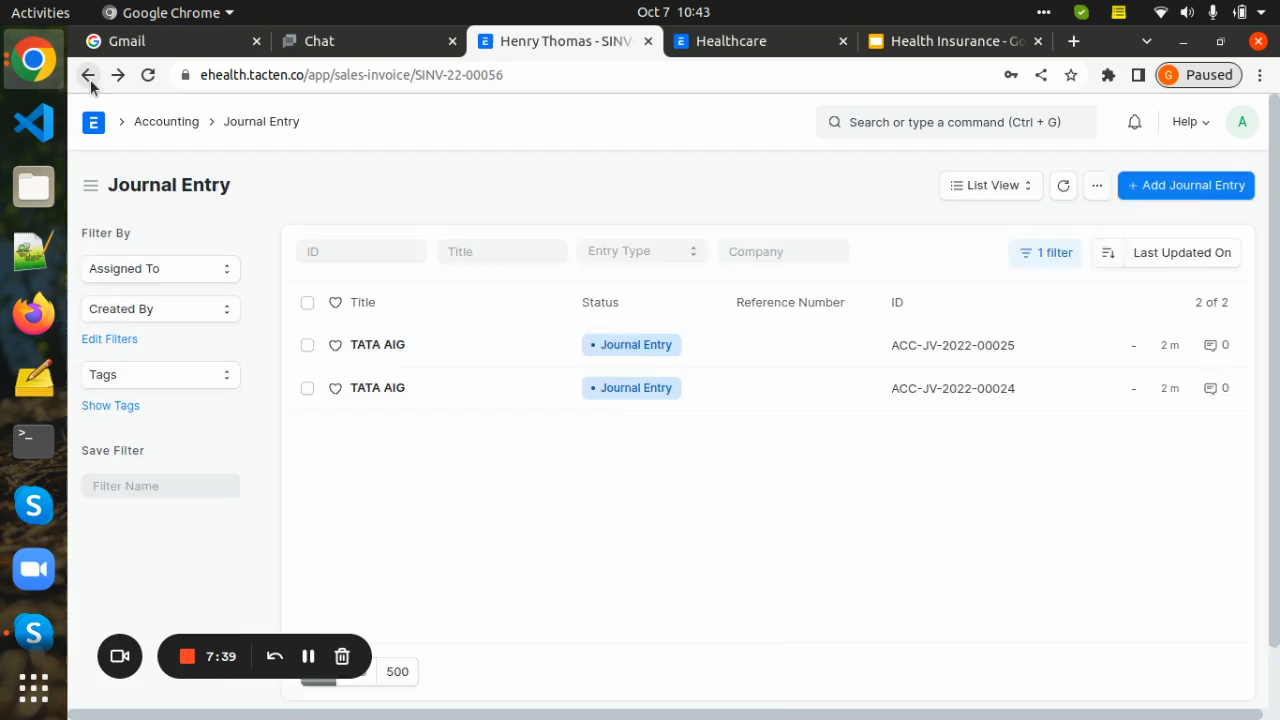 Activities
Google Chrome
Oct 7 10:43
Gmail
Chat
Henry Thomas - SINV-
Healthcare
Health Insurance - Go
ehealth.tacten.co/app/sales-invoice/SINV-22-00056
G Paused
E
Accounting
Journal Entry
Search or type a command (Ctrl + G)
Help
A
Journal Entry
List View
+ Add Journal Entry
Filter By
Assigned To
Created By
Edit Filters
Tags
Show Tags
Save Filter
Filter Name
ID
Title
Entry Type
Company
1 filter
Last Updated On
Title
Status
Reference Number
ID
2 of 2
TATA AIG
Journal Entry
ACC-JV-2022-00025
-
2 m
0
TATA AIG
Journal Entry
ACC-JV-2022-00024
-
2 m
0
7:39
500